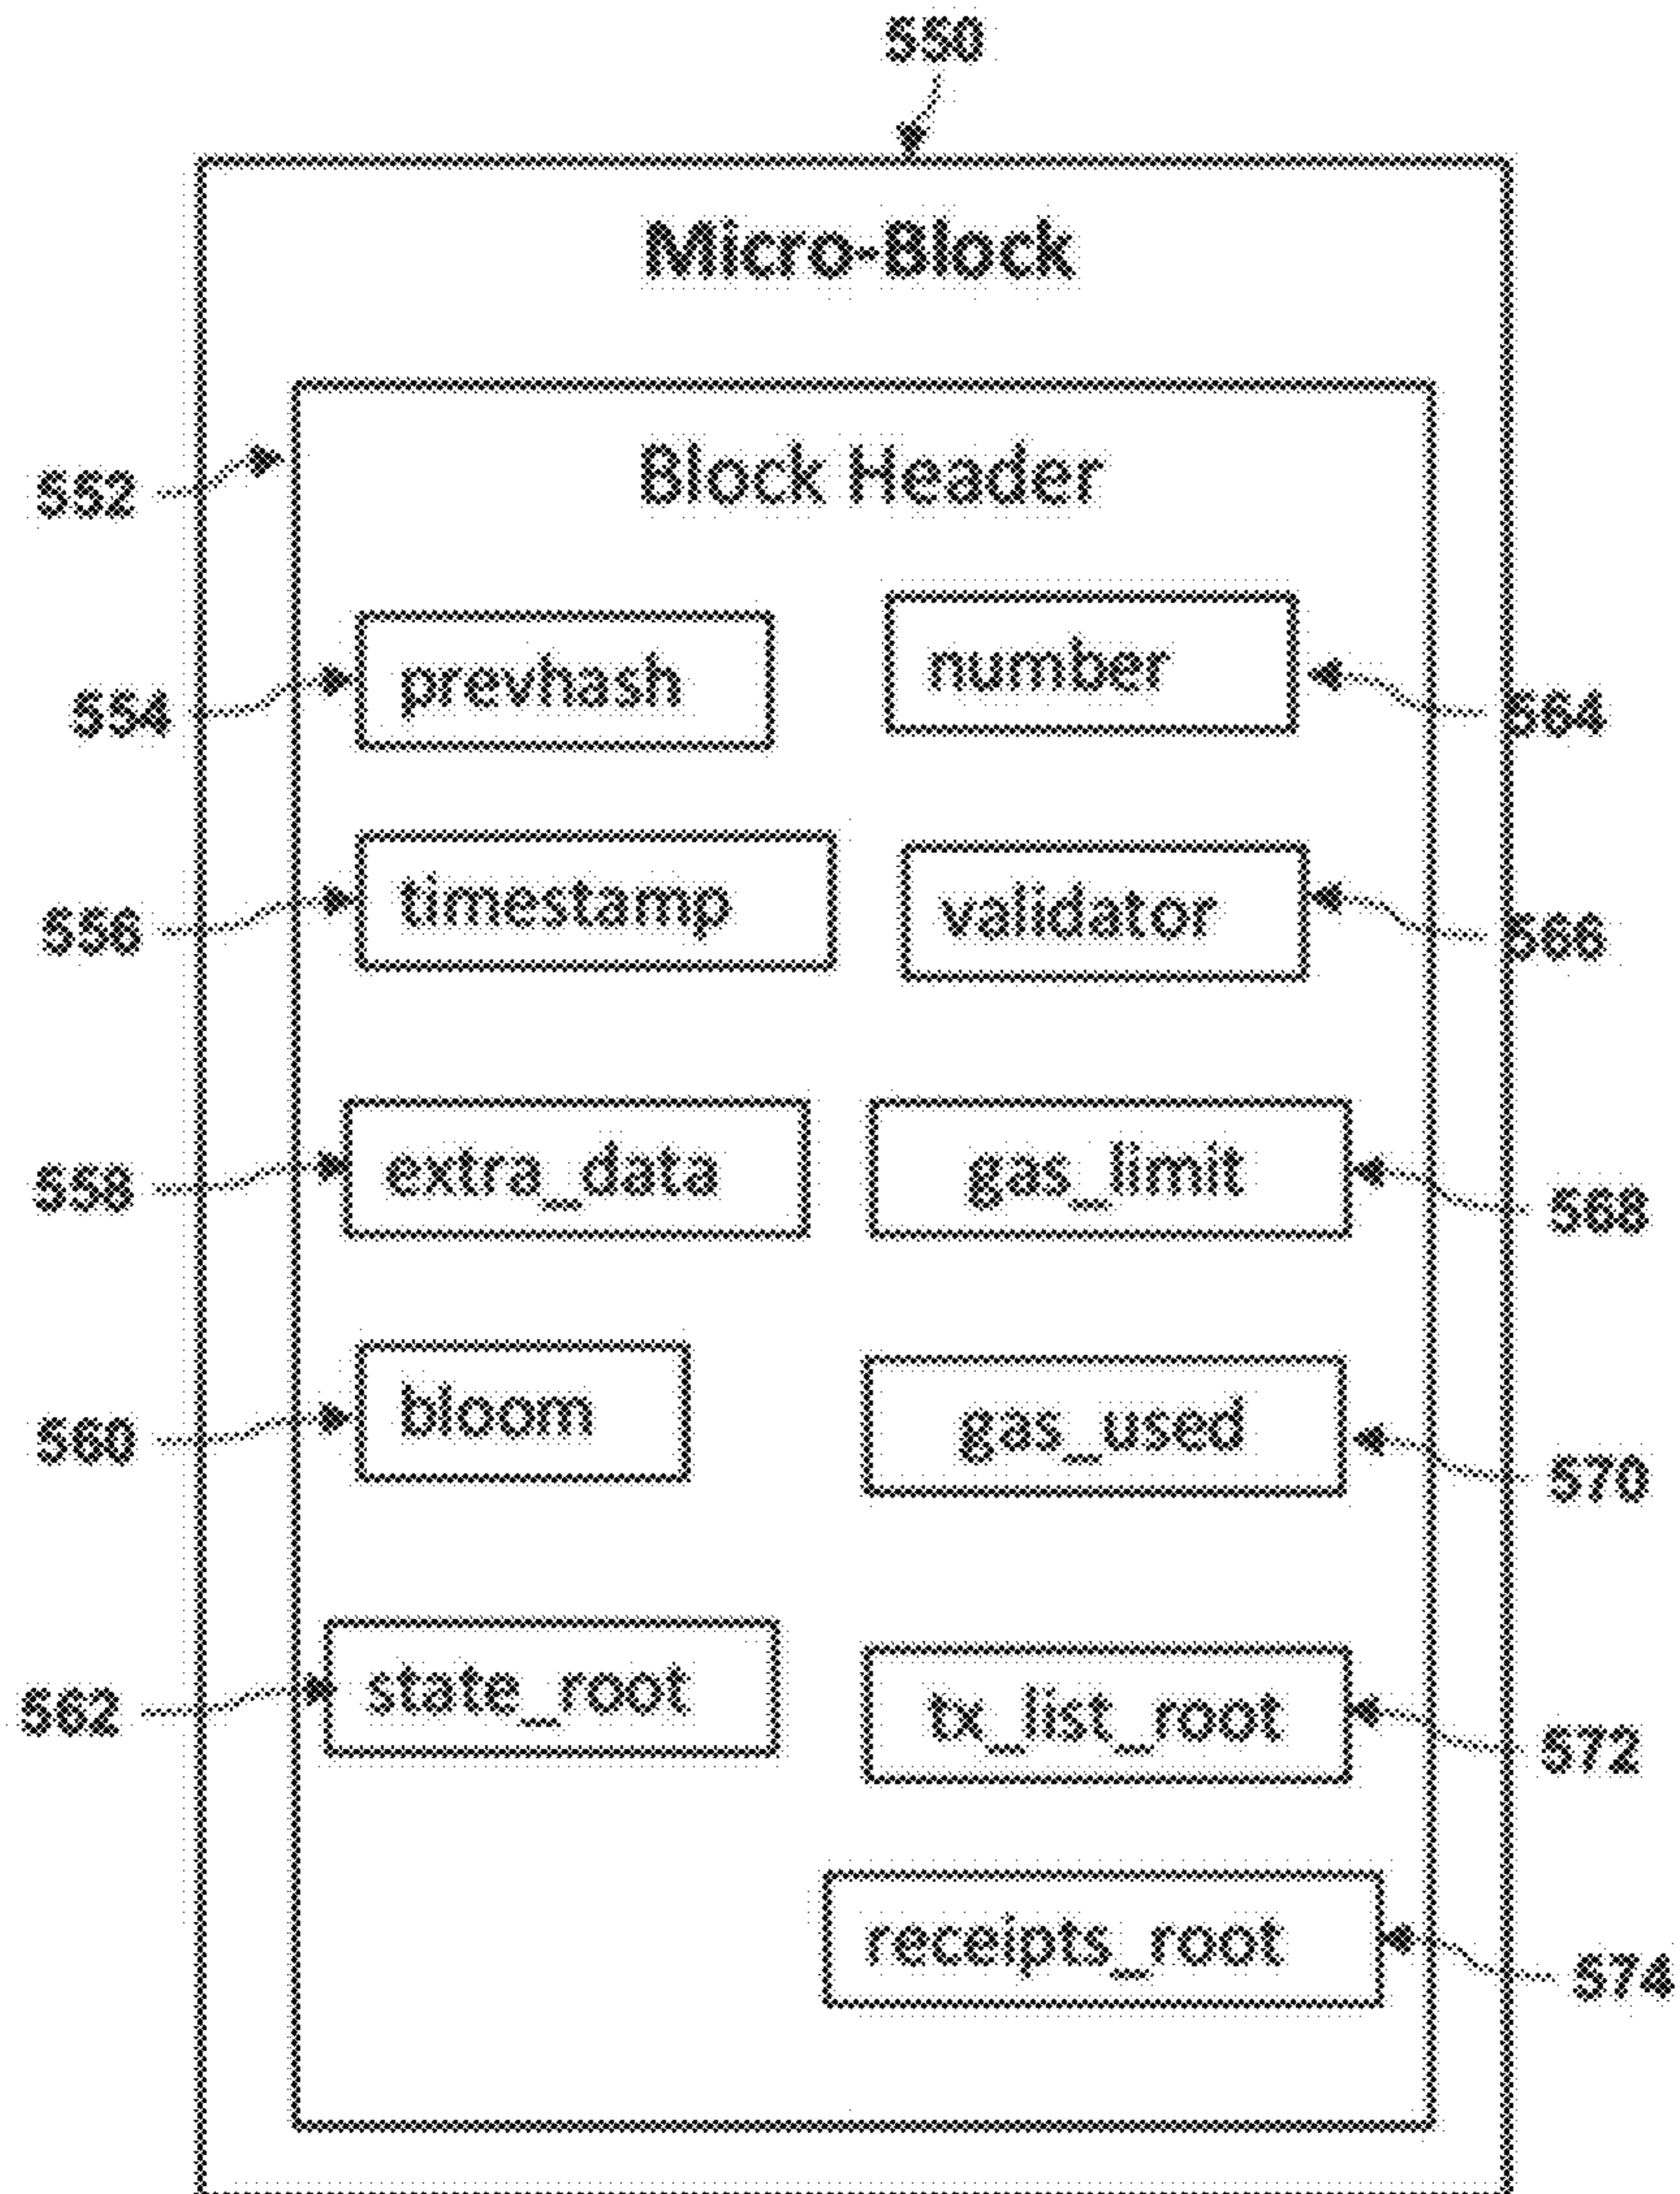 550
Micro-Block
552
Block Header
554
prevhash
number
564
556
timestamp
validator
566
558
extra_data
gas_limit
568
560
bloom
gas_used
570
562
state_root
tx_list_root
572
receipts_root
574